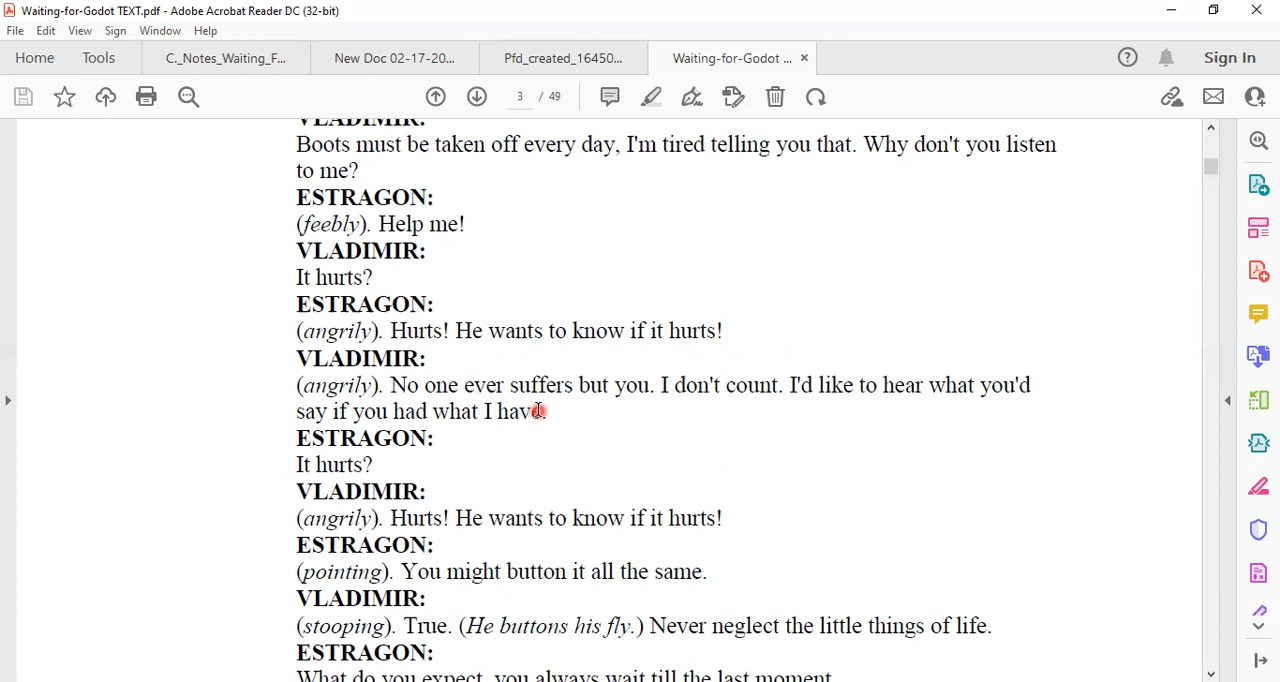 Waiting-for-Godot TEXT.pdf - Adobe Acrobat Reader DC (32-bit)
File Edit View Sign Window Help
Home Tools C._Notes_Waiting_F... New Doc 02-17-20... Pfd_created_16450... Waiting-for-Godot ... Sign In
3 / 49
VLADIMIR:
Boots must be taken off every day, I'm tired telling you that. Why don't you listen
to me?
ESTRAGON:
(feebly). Help me!
VLADIMIR:
It hurts?
ESTRAGON:
(angrily). Hurts! He wants to know if it hurts!
VLADIMIR:
(angrily). No one ever suffers but you. I don't count. I'd like to hear what you'd
say if you had what I have.
ESTRAGON:
It hurts?
VLADIMIR:
(angrily). Hurts! He wants to know if it hurts!
ESTRAGON:
(pointing). You might button it all the same.
VLADIMIR:
(stooping). True. (He buttons his fly.) Never neglect the little things of life.
ESTRAGON:
What do you expect, you always wait till the last moment.